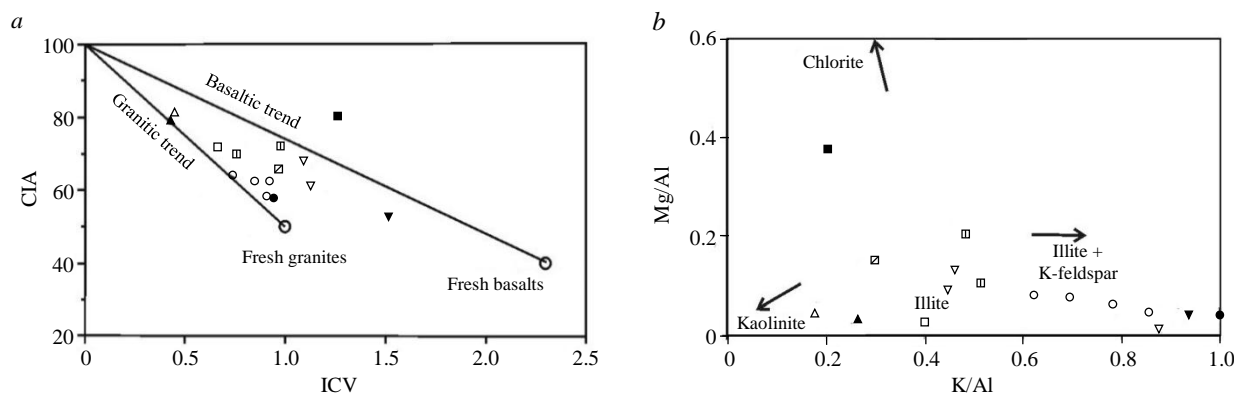 a
100
80
60
40
20
CIA
Basaltic trend
Granitic trend
Fresh granites
Fresh basalts
0
0.5
1.0
1.5
2.0
2.5
ICV
b
0.6
0.4
0.2
0
Mg/Al
Chlorite
Illite +
K-feldspar
Illite
Kaolinite
0
0.2
0.4
0.6
0.8
1.0
K/Al